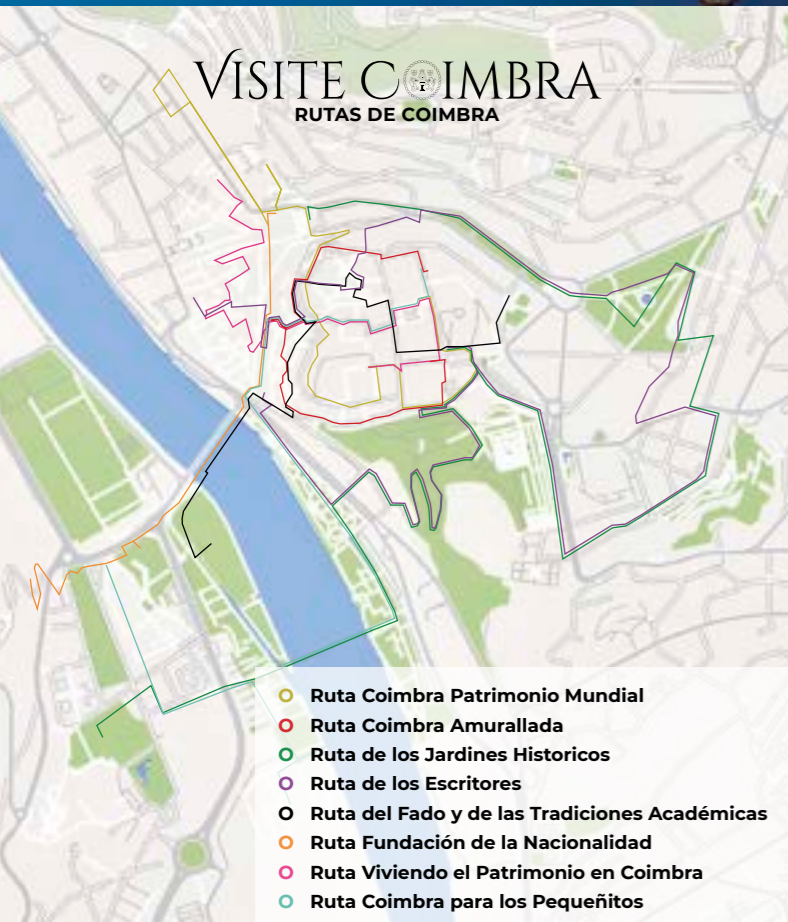 VISITE COIMBRA
RUTAS DE COIMBRA
Ruta Coimbra Patrimonio Mundial
Ruta Coimbra Amurallada
Ruta de los Jardines Historicos
Ruta de los Escritores
Ruta del Fado y de las Tradiciones Académicas
Ruta Fundación de la Nacionalidad
Ruta Viviendo el Patrimonio en Coimbra
Ruta Coimbra para los Pequeñitos